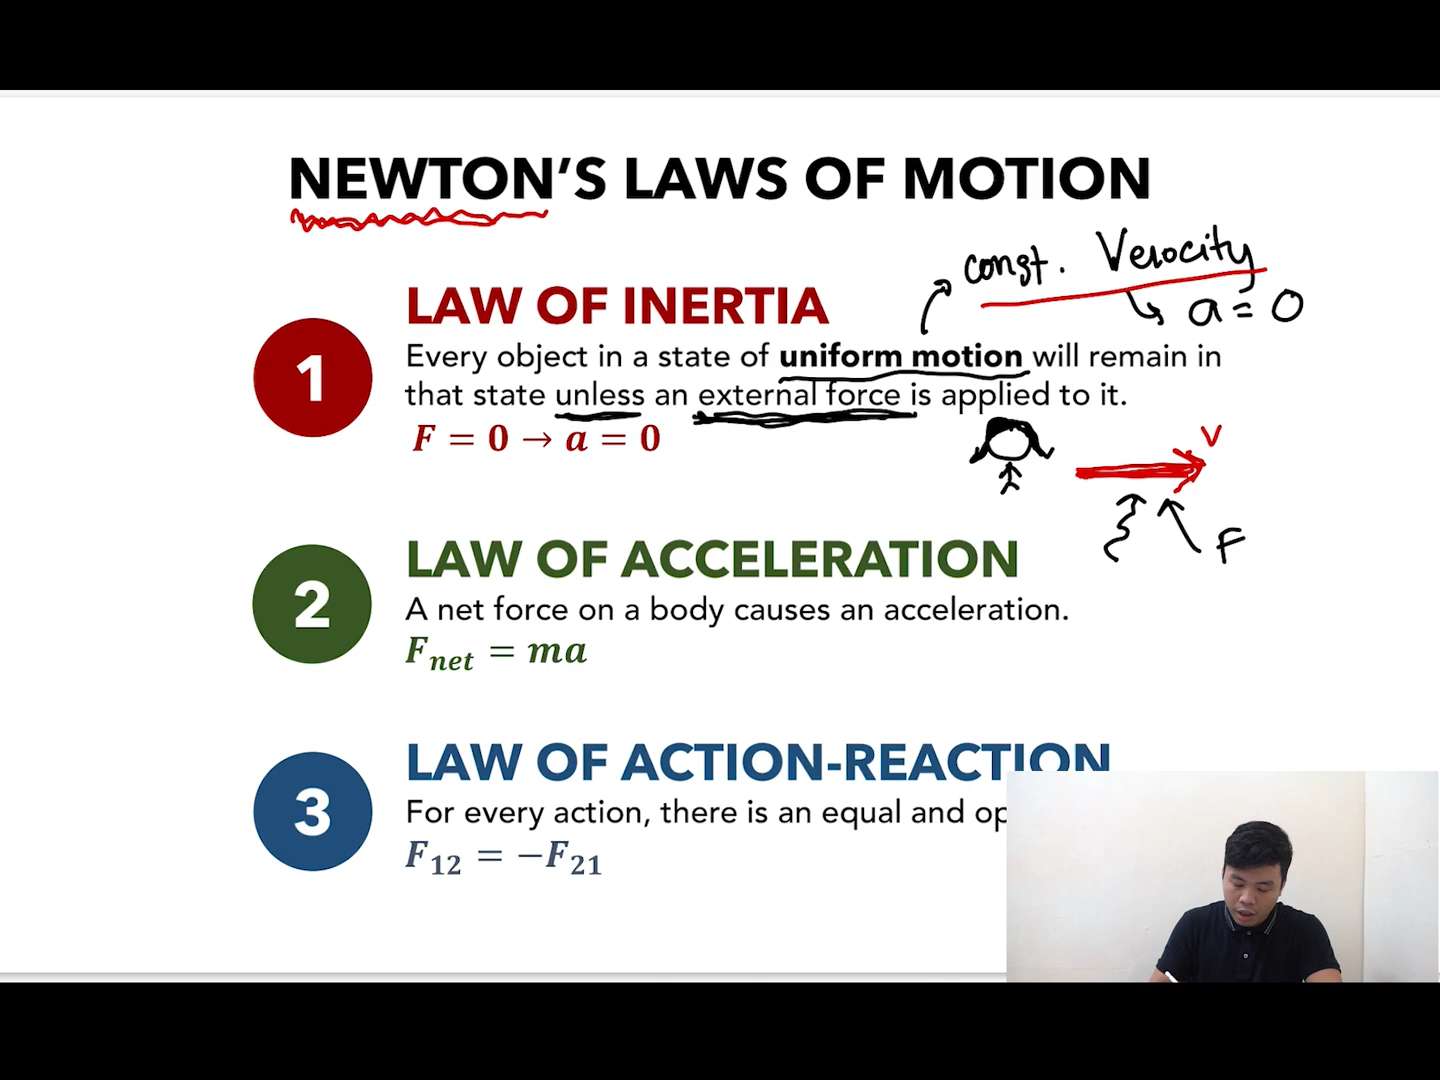 NEWTON'S LAWS OF MOTION
const. Velocity
a = 0
1
LAW OF INERTIA
Every object in a state of uniform motion will remain in
that state unless an external force is applied to it.
F = 0 → a = 0
V
F
2
LAW OF ACCELERATION
A net force on a body causes an acceleration.
Fnet = ma
3
LAW OF ACTION-REACTION
For every action, there is an equal and op
F12 = −F21